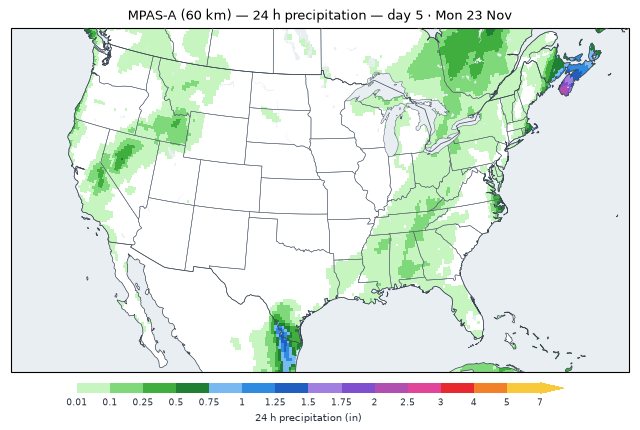 MPAS-A (60 km) — 24 h precipitation — day 5 · Mon 23 Nov
0.01 0.1 0.25 0.5 0.75 1 1.25 1.5 1.75 2 2.5 3 4 5 7
24 h precipitation (in)